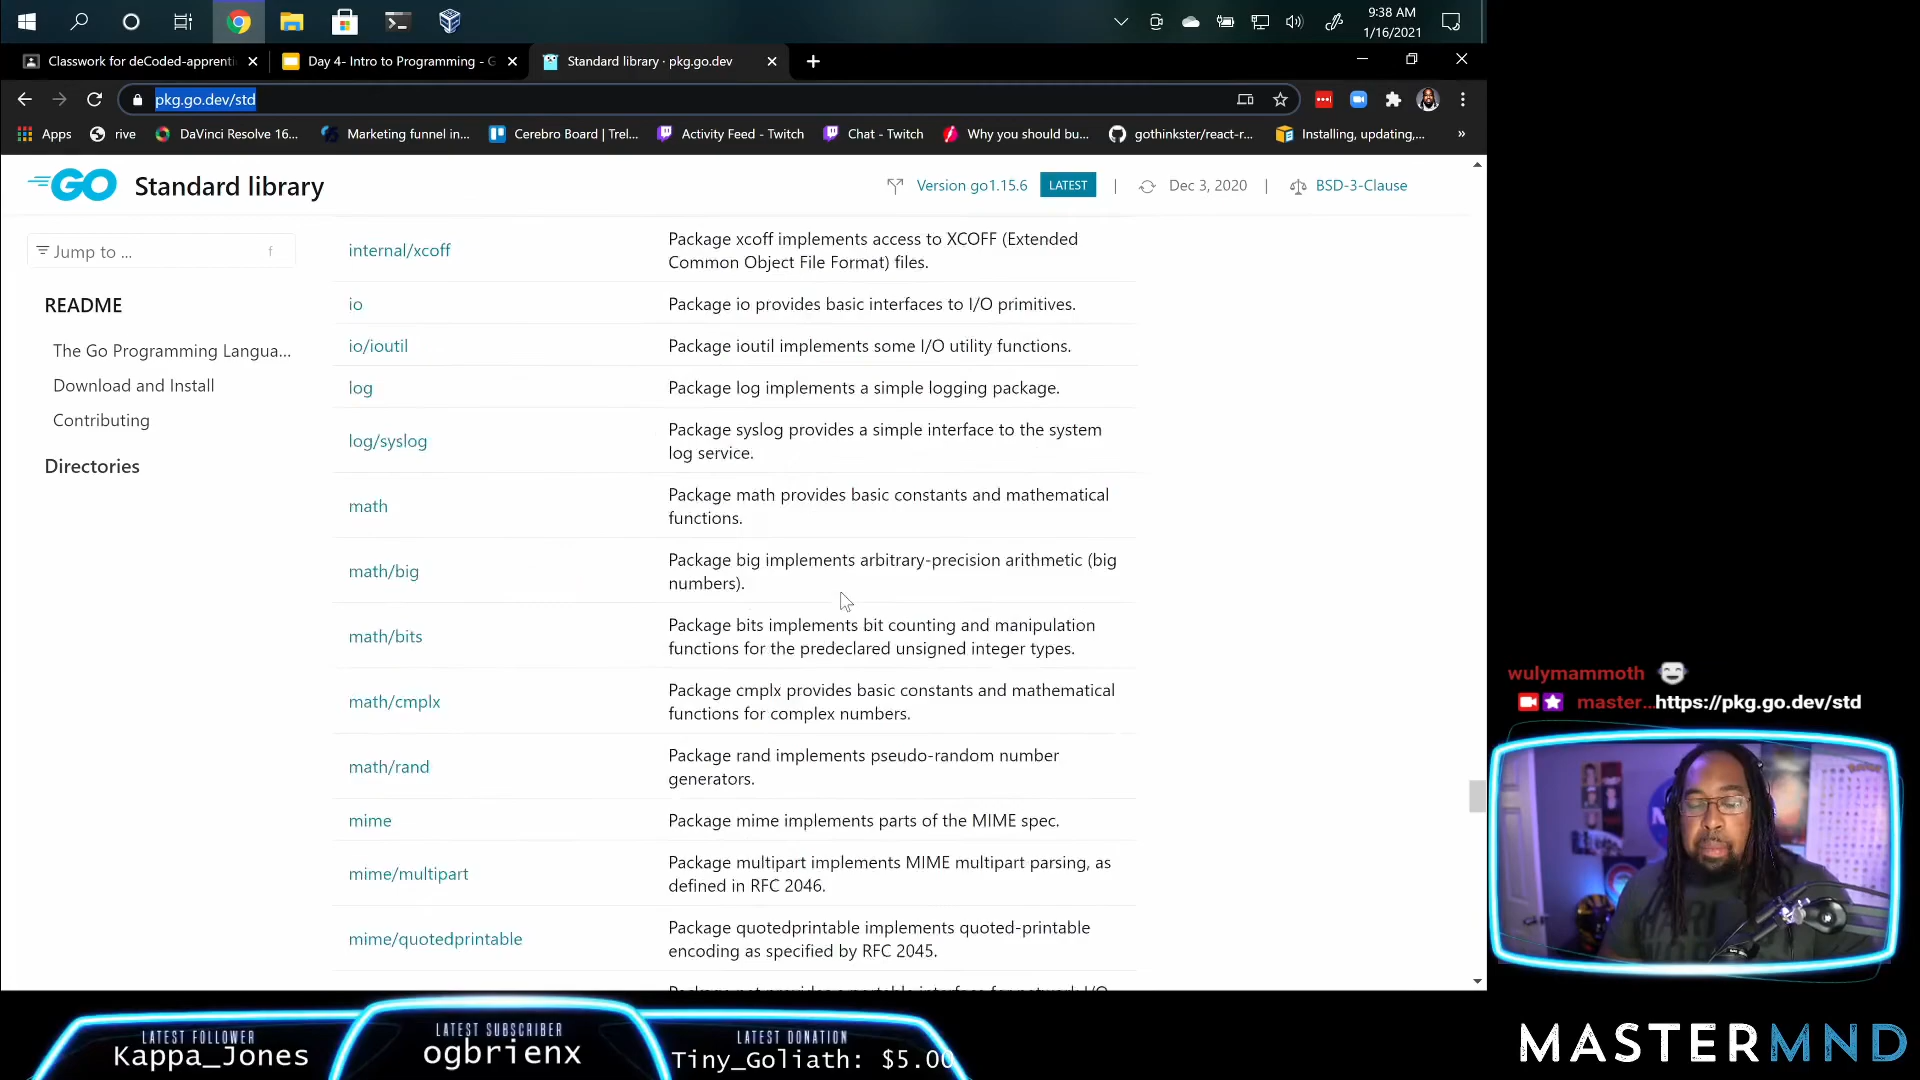 9:38 AM
1/16/2021
Classwork for deCoded-apprenti
Day 4- Intro to Programming - G
Standard library · pkg.go.dev
pkg.go.dev/std
Apps
rive
DaVinci Resolve 16...
Marketing funnel in...
Cerebro Board | Trel...
Activity Feed - Twitch
Chat - Twitch
Why you should bu...
gothinkster/react-r...
Installing, updating,...
»
GO
Standard library
Version go1.15.6
LATEST
|
Dec 3, 2020
|
BSD-3-Clause
Jump to ...
f
README
The Go Programming Langua...
Download and Install
Contributing
Directories
internal/xcoff
Package xcoff implements access to XCOFF (Extended
Common Object File Format) files.
io
Package io provides basic interfaces to I/O primitives.
io/ioutil
Package ioutil implements some I/O utility functions.
log
Package log implements a simple logging package.
log/syslog
Package syslog provides a simple interface to the system
log service.
math
Package math provides basic constants and mathematical
functions.
math/big
Package big implements arbitrary-precision arithmetic (big
numbers).
math/bits
Package bits implements bit counting and manipulation
functions for the predeclared unsigned integer types.
math/cmplx
Package cmplx provides basic constants and mathematical
functions for complex numbers.
math/rand
Package rand implements pseudo-random number
generators.
mime
Package mime implements parts of the MIME spec.
mime/multipart
Package multipart implements MIME multipart parsing, as
defined in RFC 2046.
mime/quotedprintable
Package quotedprintable implements quoted-printable
encoding as specified by RFC 2045.
Package net provides a portable interface for network I/O,
wulymammoth
master...https://pkg.go.dev/std
LATEST FOLLOWER
Kappa_Jones
LATEST SUBSCRIBER
ogbrienx
LATEST DONATION
Tiny_Goliath: $5.00
MASTERMND